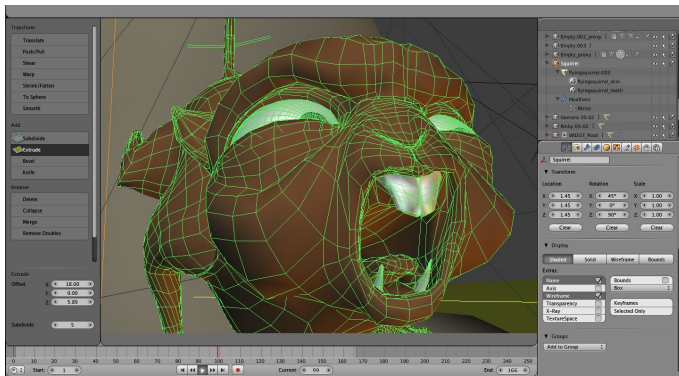 Transform
Translate
Push/Pull
Shear
Warp
Shrink/Fatten
To Sphere
Smooth
Add
Subdivide
Extrude
Bevel
Knife
Remove
Delete
Collapse
Merge
Remove Doubles
Extrude
Offset X: 18.00
Y: 0.00
Z: 5.89
Subdivide 5
Empty.002_proxy
Empty.003
Empty_proxy
Squirrel
flyingsquirrel.003
flyingsquirrel_skin
flyingsquirrel_teeth
Modifiers
Mirror
Gamera 05-02
Rinky 05-02
WIDGT_Root
Squirrel
Transform
Location Rotation Scale
X: 1.45 X: 45° X: 1.00
Y: 1.45 Y: 0° Y: 1.00
Z: 1.45 Z: 90° Z: 1.00
Clear Clear Clear
Display
Shaded Solid Wireframe Bounds
Extras:
Name Bounds
Axis Box
Wireframe
Transparency Keyframes
X-Ray Selected Only
TextureSpace
Groups
Add to Group
0 10 20 30 40 50 60 70 80 90 100 110 120 130 140 150 160 170 180 190 200 210 220 230 240 250
Start: 1 Current: 99 End: 166